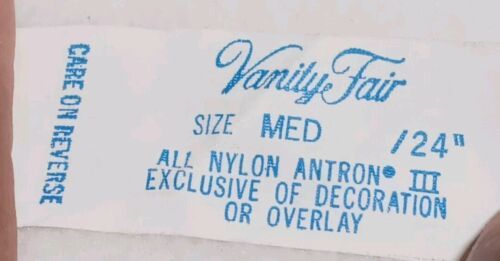 Vanity Fair
SIZE MED /24"
ALL NYLON ANTRON® III
EXCLUSIVE OF DECORATION
OR OVERLAY
CARE ON REVERSE